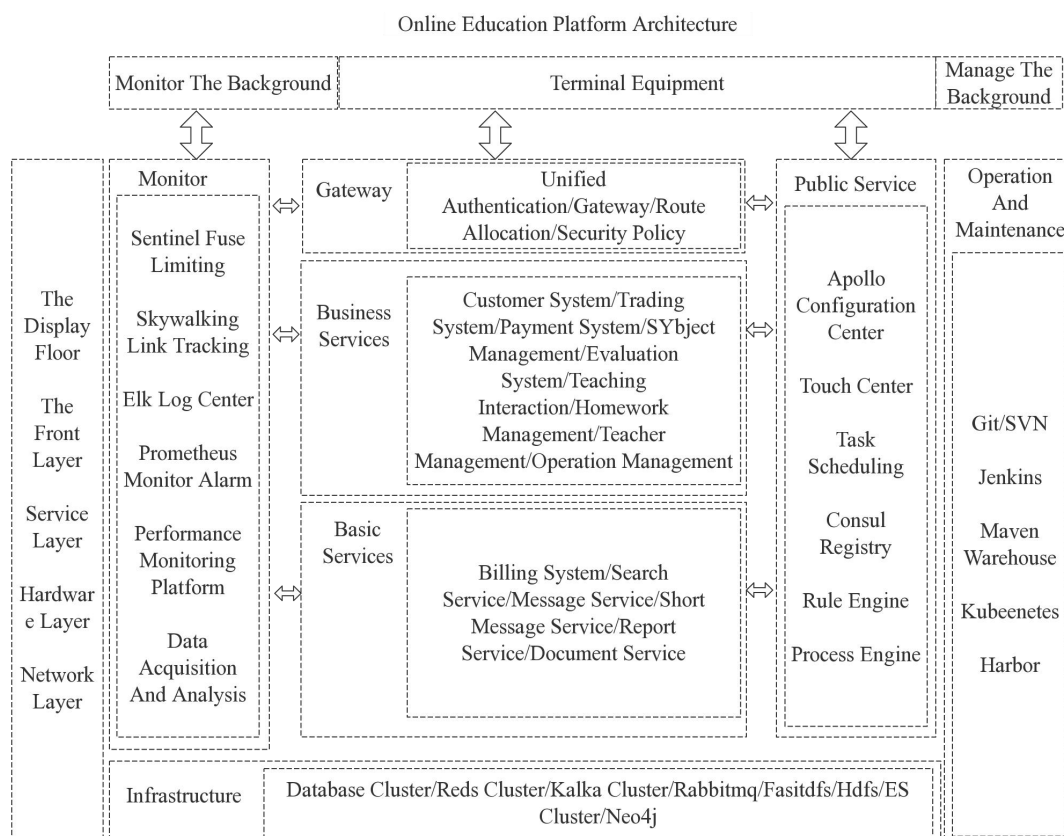 Online Education Platform Architecture
Monitor The Background
Terminal Equipment
Manage The
Background
The
Display
Floor
The
Front
Layer
Service
Layer
Hardwar
e Layer
Network
Layer
Monitor
Sentinel Fuse
Limiting
Skywalking
Link Tracking
Elk Log Center
Prometheus
Monitor Alarm
Performance
Monitoring
Platform
Data
Acquisition
And Analysis
Gateway
Unified
Authentication/Gateway/Route
Allocation/Security Policy
Business
Services
Customer System/Trading
System/Payment System/SYbject
Management/Evaluation
System/Teaching
Interaction/Homework
Management/Teacher
Management/Operation Management
Basic
Services
Billing System/Search
Service/Message Service/Short
Message Service/Report
Service/Document Service
Public Service
Apollo
Configuration
Center
Touch Center
Task
Scheduling
Consul
Registry
Rule Engine
Process Engine
Operation
And
Maintenance
Git/SVN
Jenkins
Maven
Warehouse
Kubeenetes
Harbor
Infrastructure
Database Cluster/Reds Cluster/Kalka Cluster/Rabbitmq/Fasitdfs/Hdfs/ES
Cluster/Neo4j